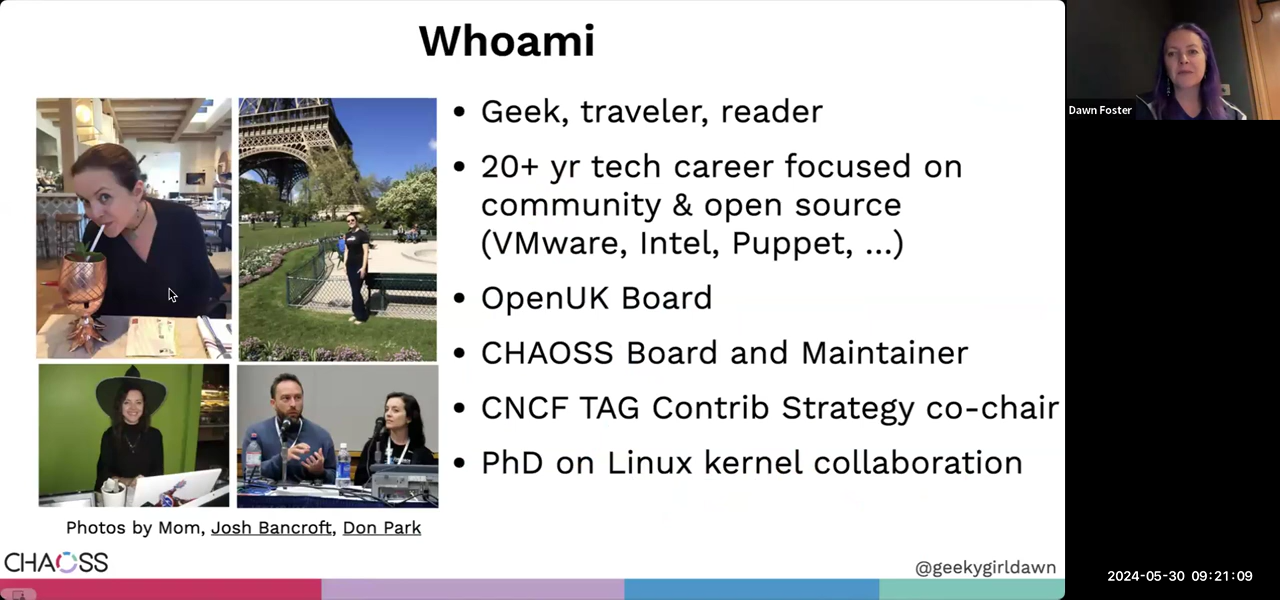 Whoami
• Geek, traveler, reader
• 20+ yr tech career focused on
community & open source
(VMware, Intel, Puppet, ...)
• OpenUK Board
• CHAOSS Board and Maintainer
• CNCF TAG Contrib Strategy co-chair
• PhD on Linux kernel collaboration
Photos by Mom, Josh Bancroft, Don Park
CHAOSS
@geekygirldawn
Dawn Foster
2024-05-30 09:21:09